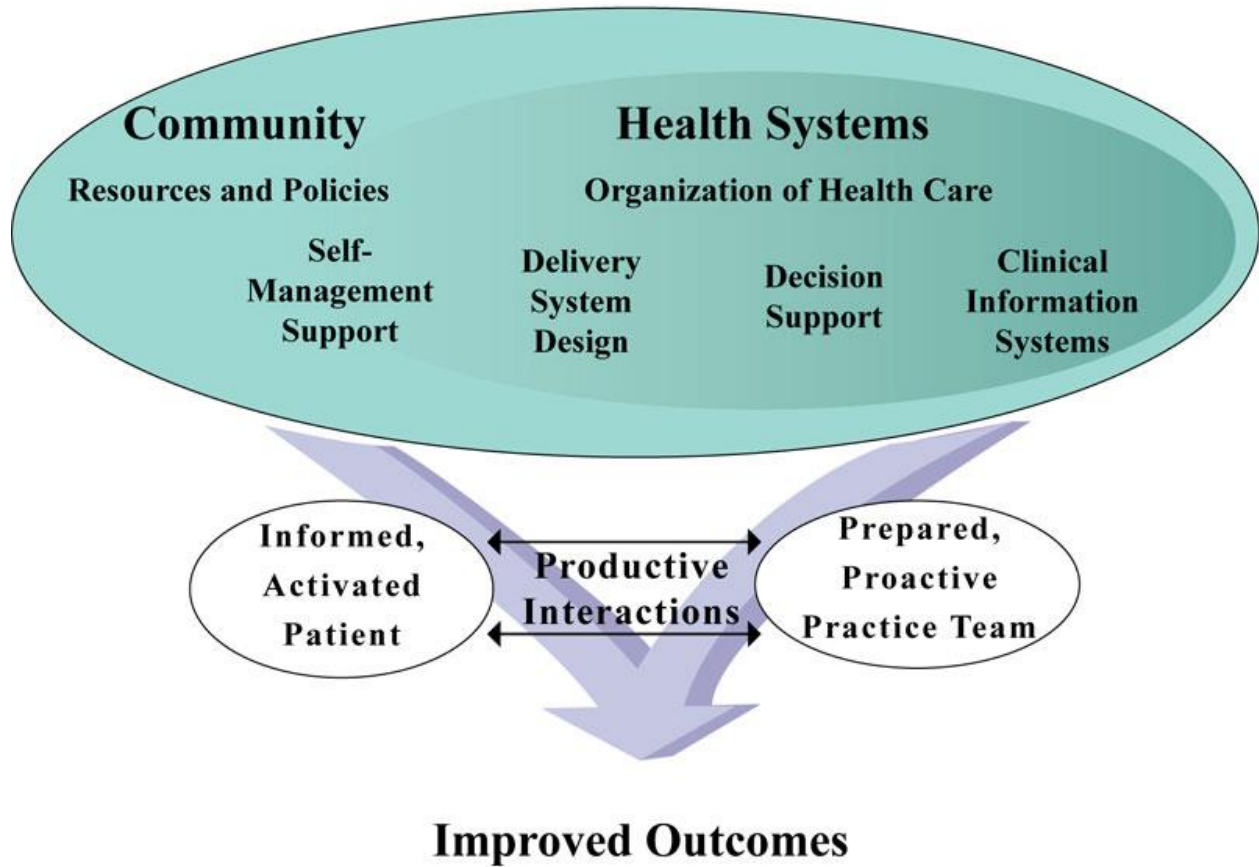 Community
Health Systems
Resources and Policies
Organization of Health Care
Self-
Management
Support
Delivery
System
Design
Decision
Support
Clinical
Information
Systems
Informed,
Activated
Patient
Productive
Interactions
Prepared,
Proactive
Practice Team
Improved Outcomes